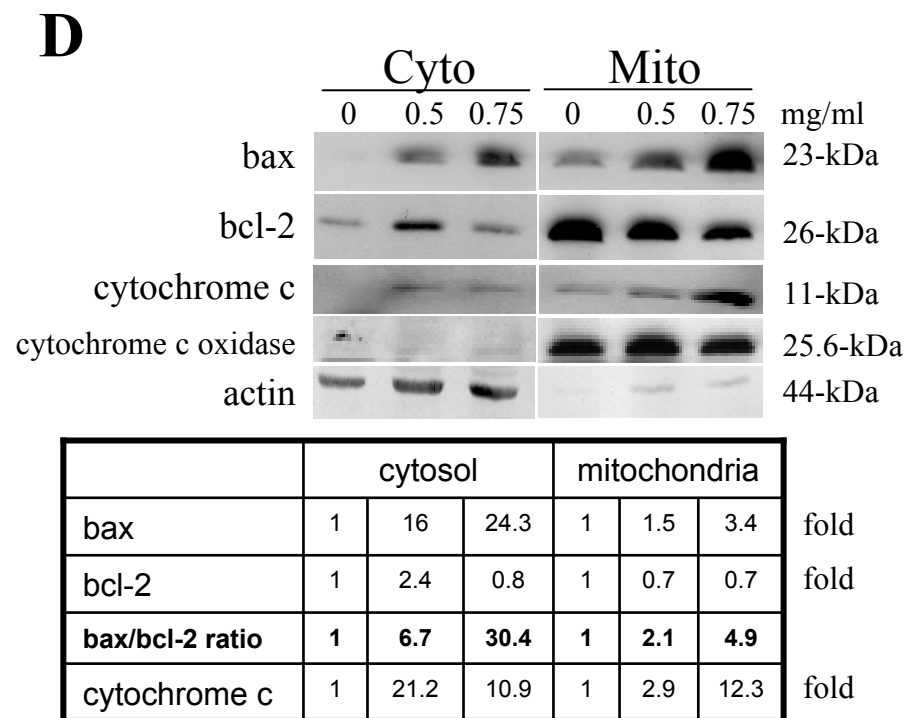 D
Cyto Mito
0 0.5 0.75 0 0.5 0.75 mg/ml
bax 23-kDa
bcl-2 26-kDa
cytochrome c 11-kDa
cytochrome c oxidase 25.6-kDa
actin 44-kDa
cytosol mitochondria
bax 1 16 24.3 1 1.5 3.4 fold
bcl-2 1 2.4 0.8 1 0.7 0.7 fold
bax/bcl-2 ratio 1 6.7 30.4 1 2.1 4.9
cytochrome c 1 21.2 10.9 1 2.9 12.3 fold